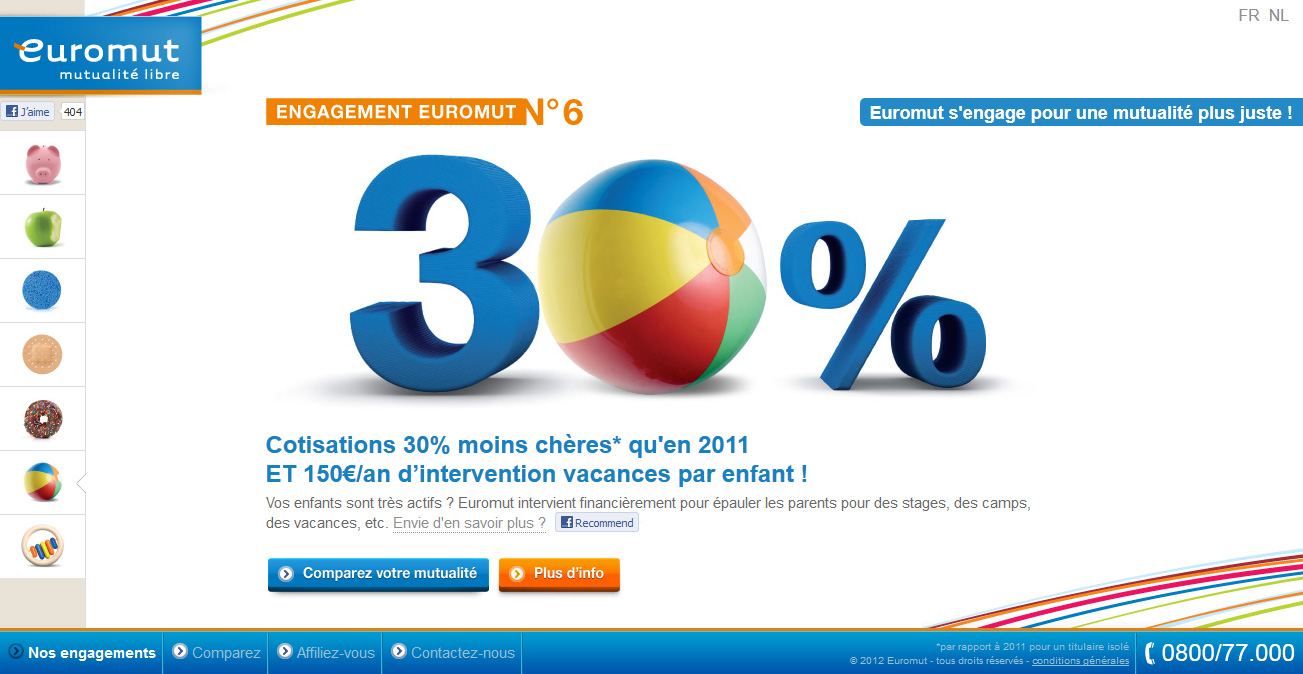 FR NL
euromut
mutualité libre
J'aime 404
ENGAGEMENT EUROMUT N° 6
Euromut s'engage pour une mutualité plus juste !
30%
Cotisations 30% moins chères* qu'en 2011
ET 150€/an d’intervention vacances par enfant !
Vos enfants sont très actifs ? Euromut intervient financièrement pour épauler les parents pour des stages, des camps,
des vacances, etc. Envie d'en savoir plus ? Recommend
Comparez votre mutualité Plus d’info
Nos engagements Comparez Affiliez-vous Contactez-nous
*par rapport à 2011 pour un titulaire isolé
© 2012 Euromut - tous droits réservés - conditions générales
0800/77.000